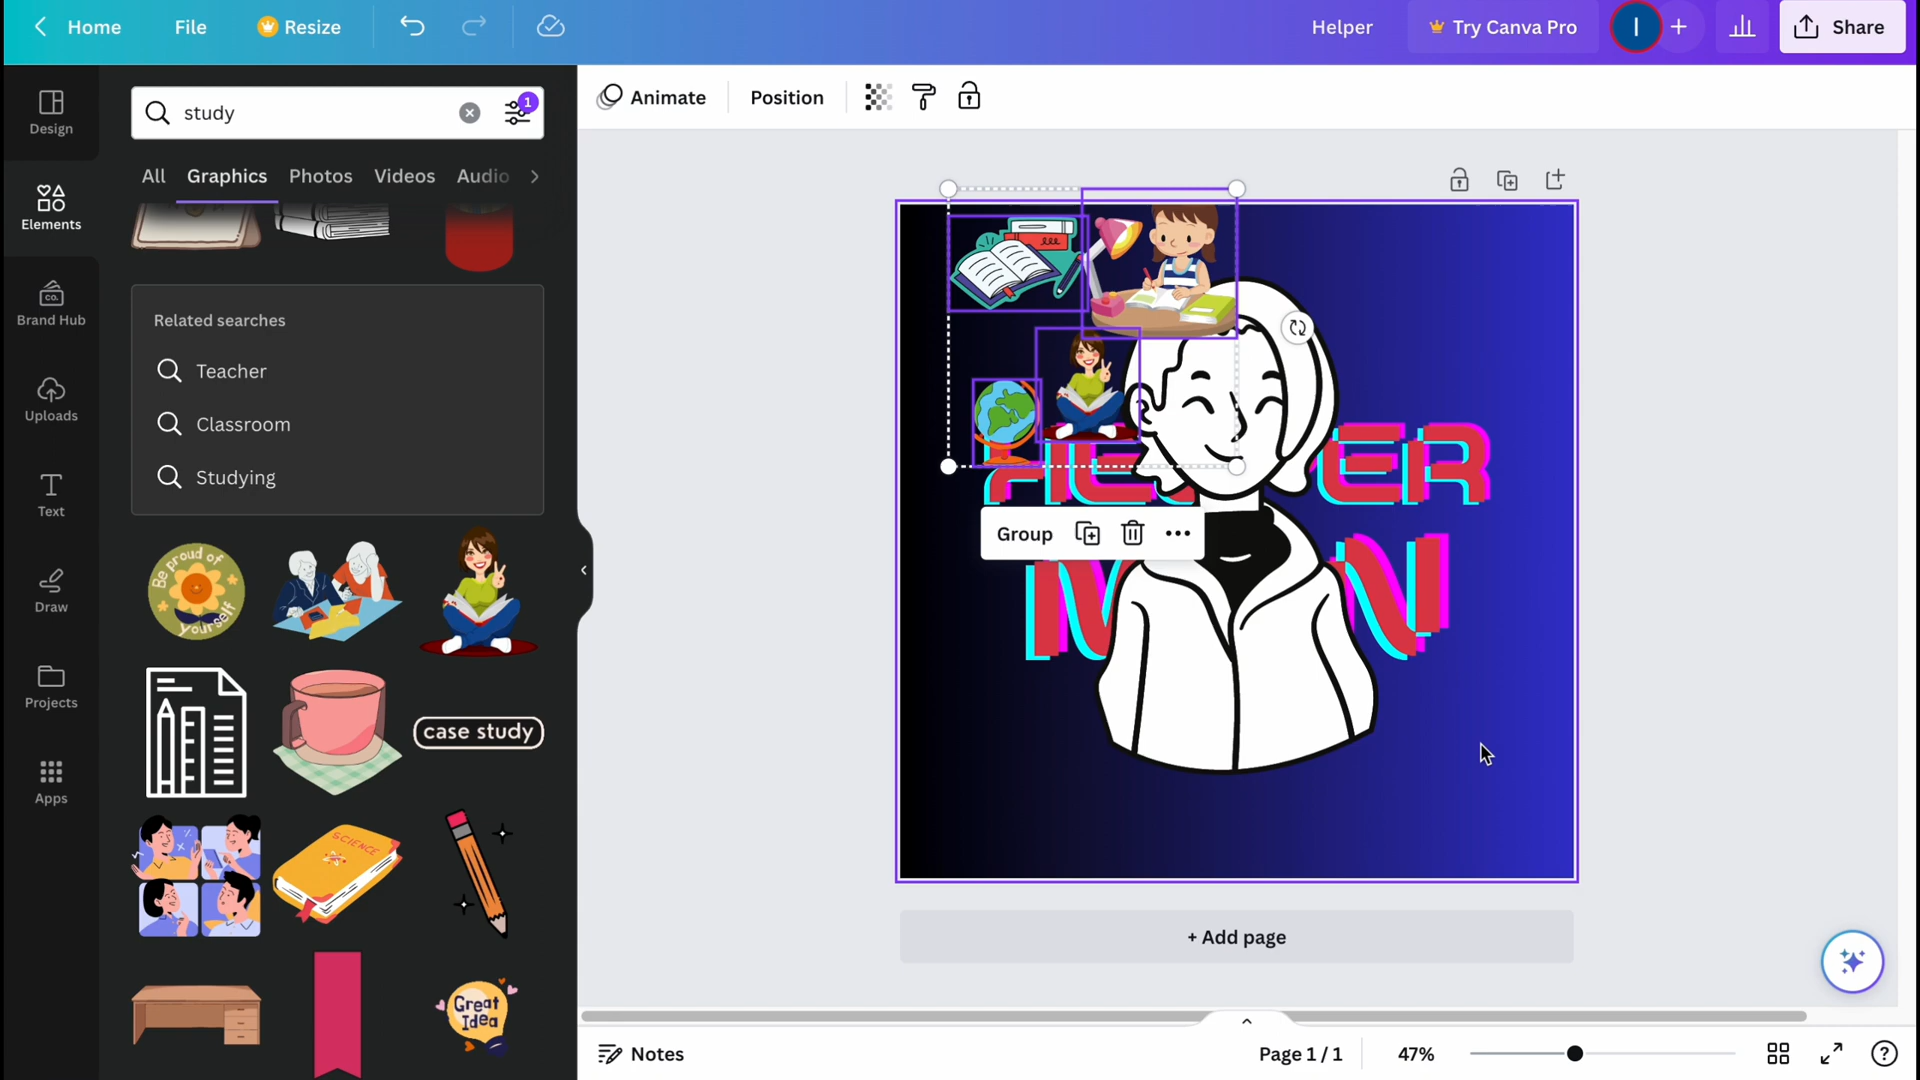 Home
File
Resize
Helper
Try Canva Pro
I
Share
Design
Elements
Brand Hub
CO.
Uploads
Text
Draw
Projects
Apps
study
1
All
Graphics
Photos
Videos
Audio
Related searches
Teacher
Classroom
Studying
Be proud of
yourself
case study
SCIENCE
Great
Idea
Animate
Position
Group
+ Add page
Notes
Page 1 / 1
47%